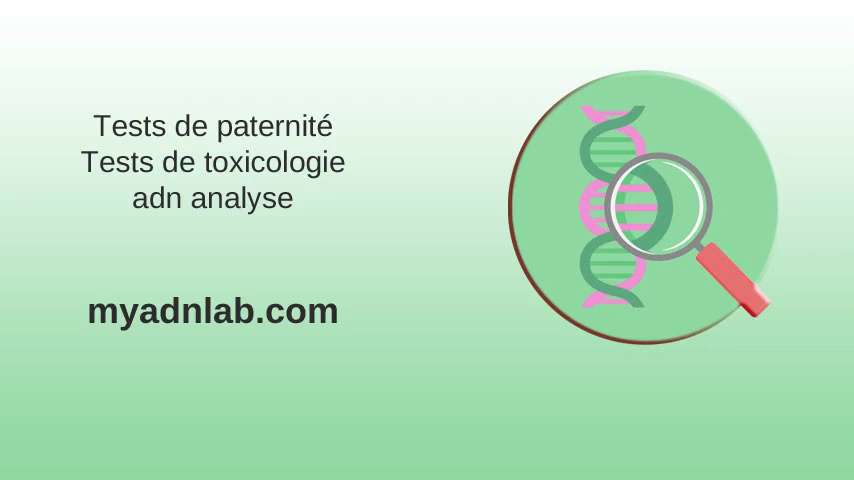 Tests de paternité
Tests de toxicologie
adn analyse
myadnlab.com